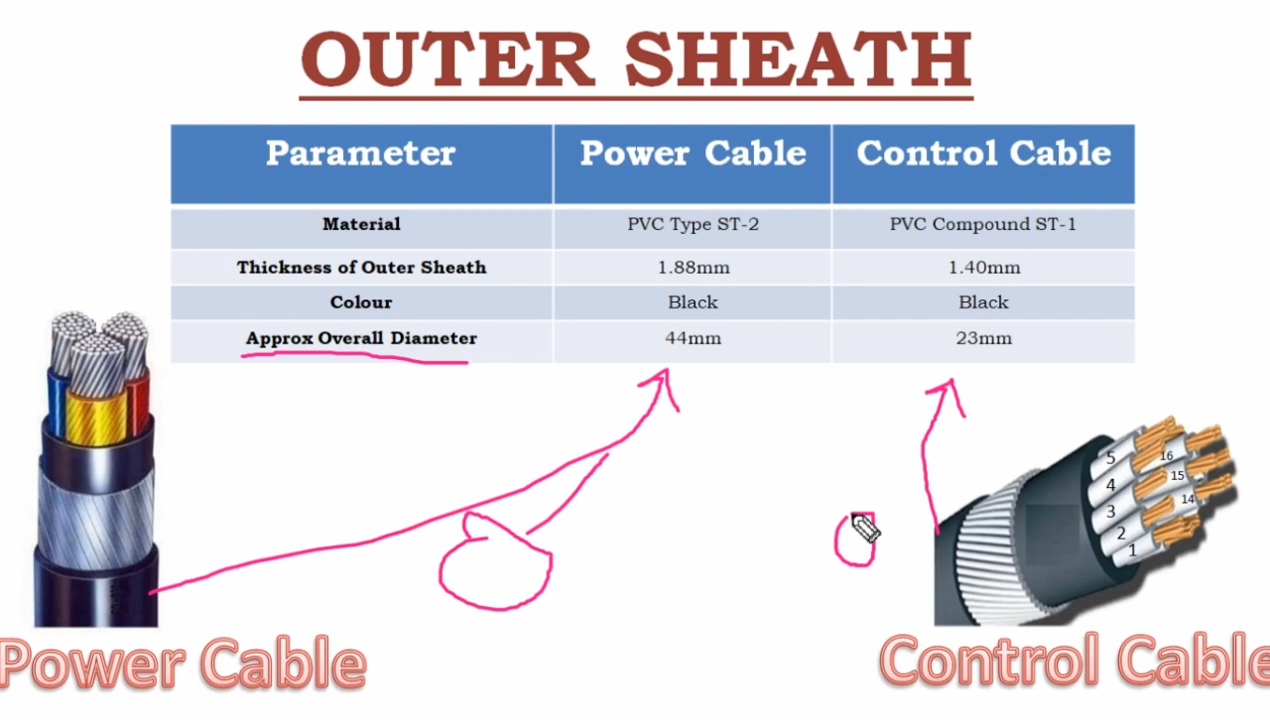 OUTER SHEATH
Parameter Power Cable Control Cable
Material PVC Type ST-2 PVC Compound ST-1
Thickness of Outer Sheath 1.88mm 1.40mm
Colour Black Black
Approx Overall Diameter 44mm 23mm
5 16
4 15
3 14
2
1
Power Cable Control Cable